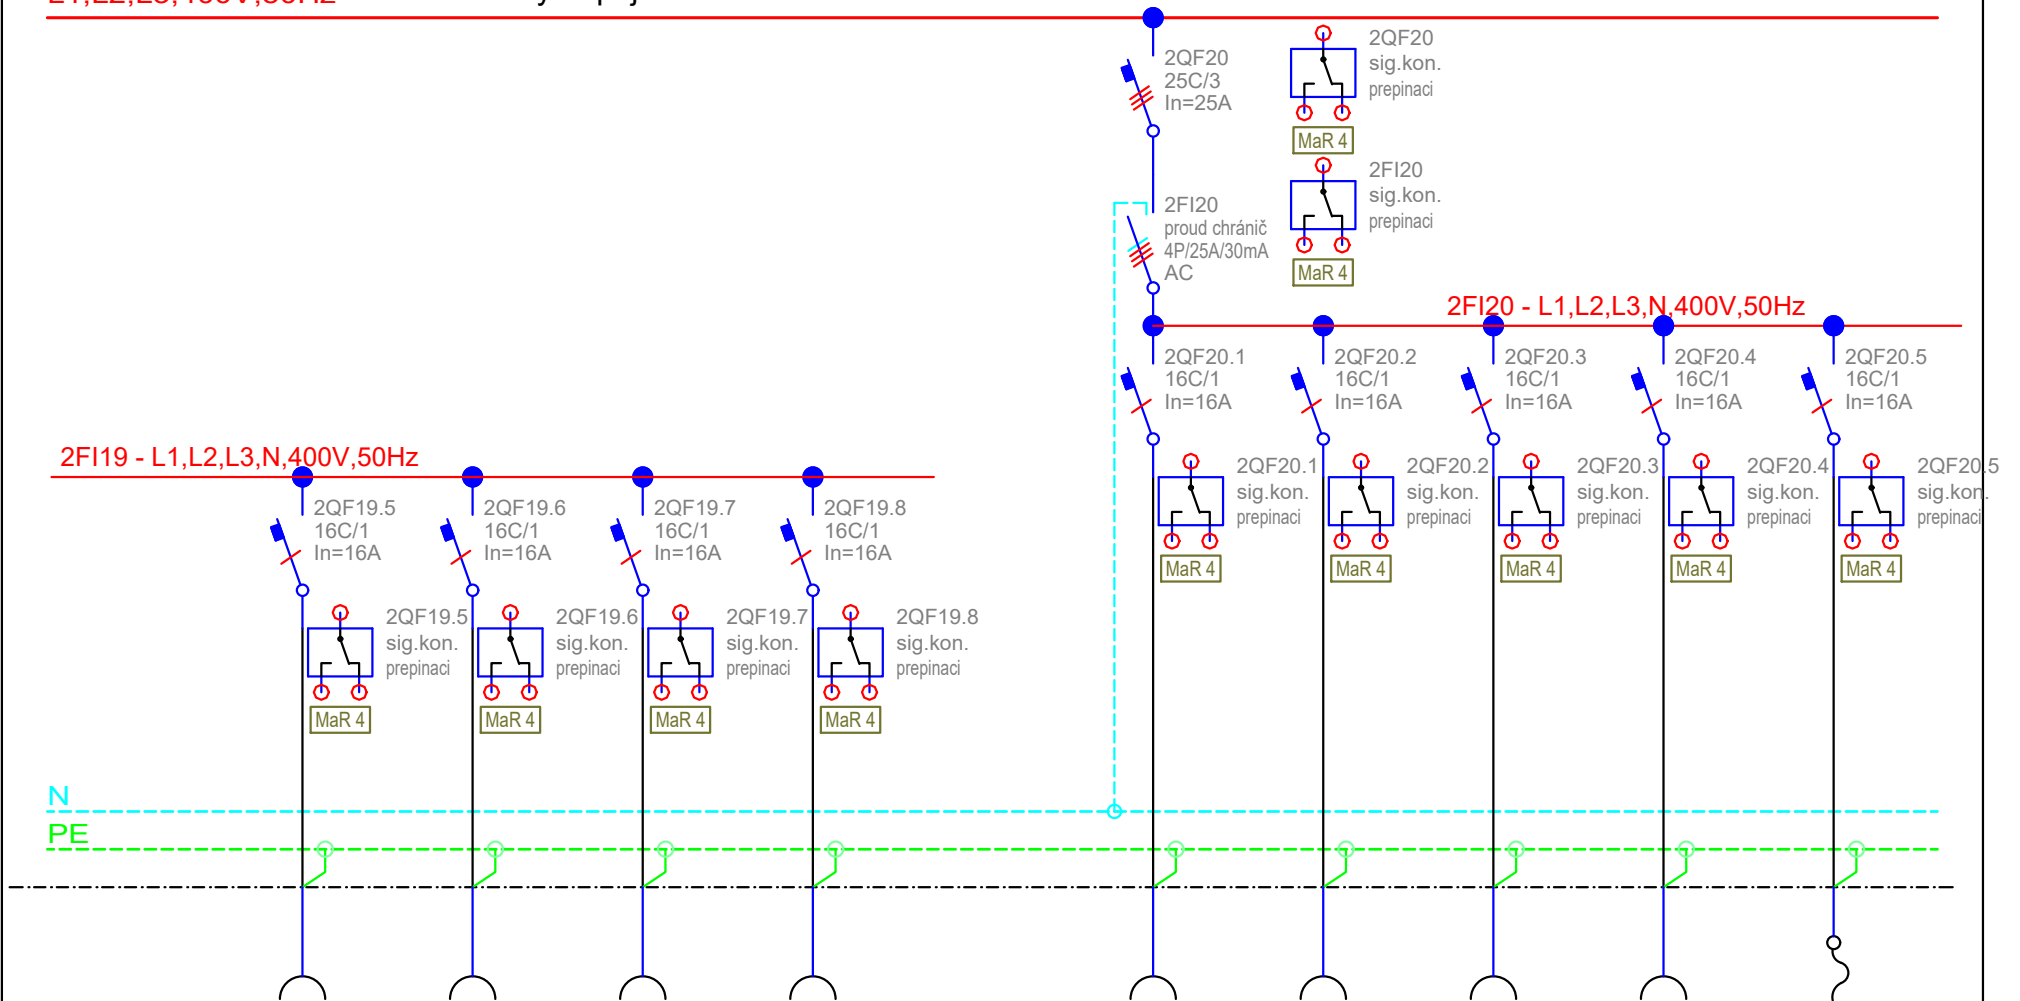 L1,L2,L3,400V,50Hz
2QF20
25C/3
In=25A
2QF20
sig.kon.
prepinaci
MaR 4
2FI20
sig.kon.
prepinaci
MaR 4
2FI20
proud chránič
4P/25A/30mA
AC
2FI20 - L1,L2,L3,N,400V,50Hz
2QF20.1
16C/1
In=16A
2QF20.2
16C/1
In=16A
2QF20.3
16C/1
In=16A
2QF20.4
16C/1
In=16A
2QF20.5
16C/1
In=16A
2QF20.1
sig.kon.
prepinaci
MaR 4
2QF20.2
sig.kon.
prepinaci
MaR 4
2QF20.3
sig.kon.
prepinaci
MaR 4
2QF20.4
sig.kon.
prepinaci
MaR 4
2QF20.5
sig.kon.
prepinaci
MaR 4
2FI19 - L1,L2,L3,N,400V,50Hz
2QF19.5
16C/1
In=16A
2QF19.6
16C/1
In=16A
2QF19.7
16C/1
In=16A
2QF19.8
16C/1
In=16A
2QF19.5
sig.kon.
prepinaci
MaR 4
2QF19.6
sig.kon.
prepinaci
MaR 4
2QF19.7
sig.kon.
prepinaci
MaR 4
2QF19.8
sig.kon.
prepinaci
MaR 4
N
PE